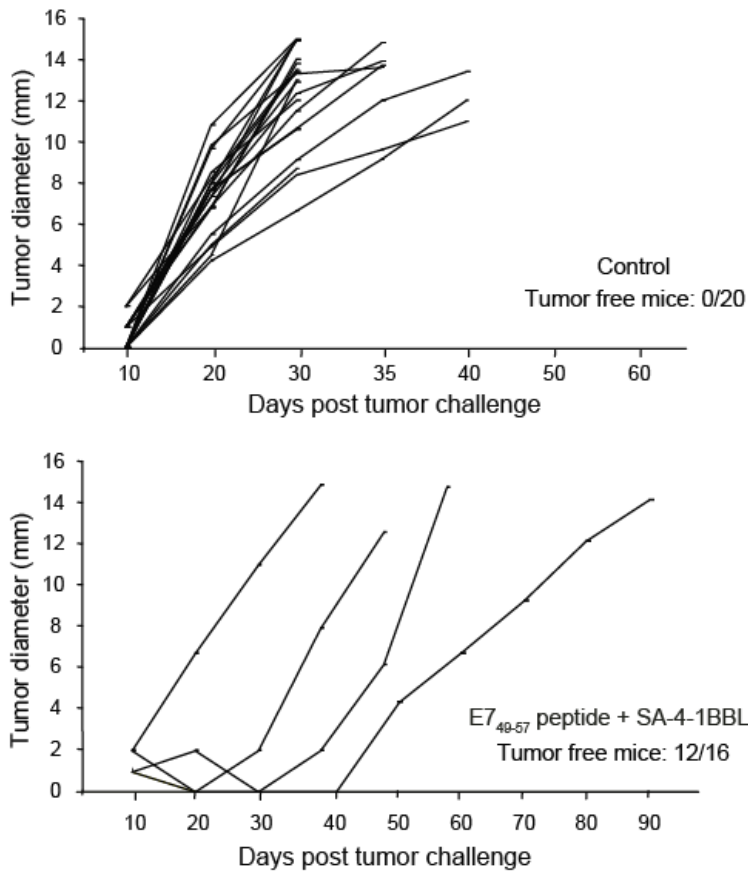 16
14
12
10
8
6
4
2
0
Tumor diameter (mm)
Control
Tumor free mice: 0/20
10 20 30 35 40 50 60
Days post tumor challenge
16
14
12
10
8
6
4
2
0
Tumor diameter (mm)
E7₄₉₋₅₇ peptide + SA-4-1BBL
Tumor free mice: 12/16
10 20 30 40 50 60 70 80 90
Days post tumor challenge